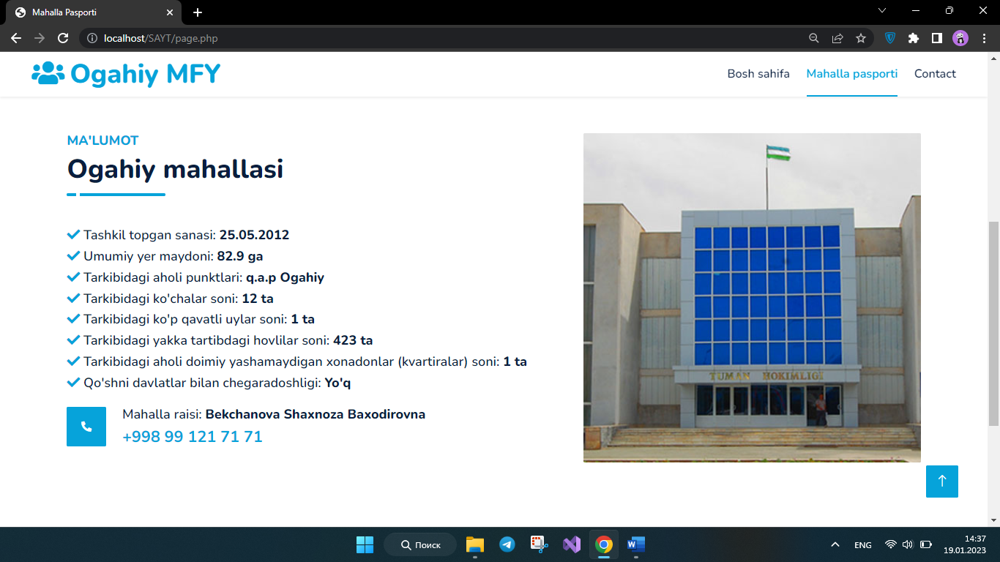 Mahalla Pasporti
localhost/SAYT/page.php
Ogahiy MFY
Bosh sahifa
Mahalla pasporti
Contact
MA'LUMOT
Ogahiy mahallasi
Tashkil topgan sanasi: 25.05.2012
Umumiy yer maydoni: 82.9 ga
Tarkibidagi aholi punktlari: q.a.p Ogahiy
Tarkibidagi ko'chalar soni: 12 ta
Tarkibidagi ko'p qavatli uylar soni: 1 ta
Tarkibidagi yakka tartibdagi hovlilar soni: 423 ta
Tarkibidagi aholi doimiy yashamaydigan xonadonlar (kvartiralar) soni: 1 ta
Qo'shni davlatlar bilan chegaradoshligi: Yo'q
Mahalla raisi: Bekchanova Shaxnoza Baxodirovna
+998 99 121 71 71
TUMAN HOKIMLIGI
Поиск
ENG
14:37
19.01.2023